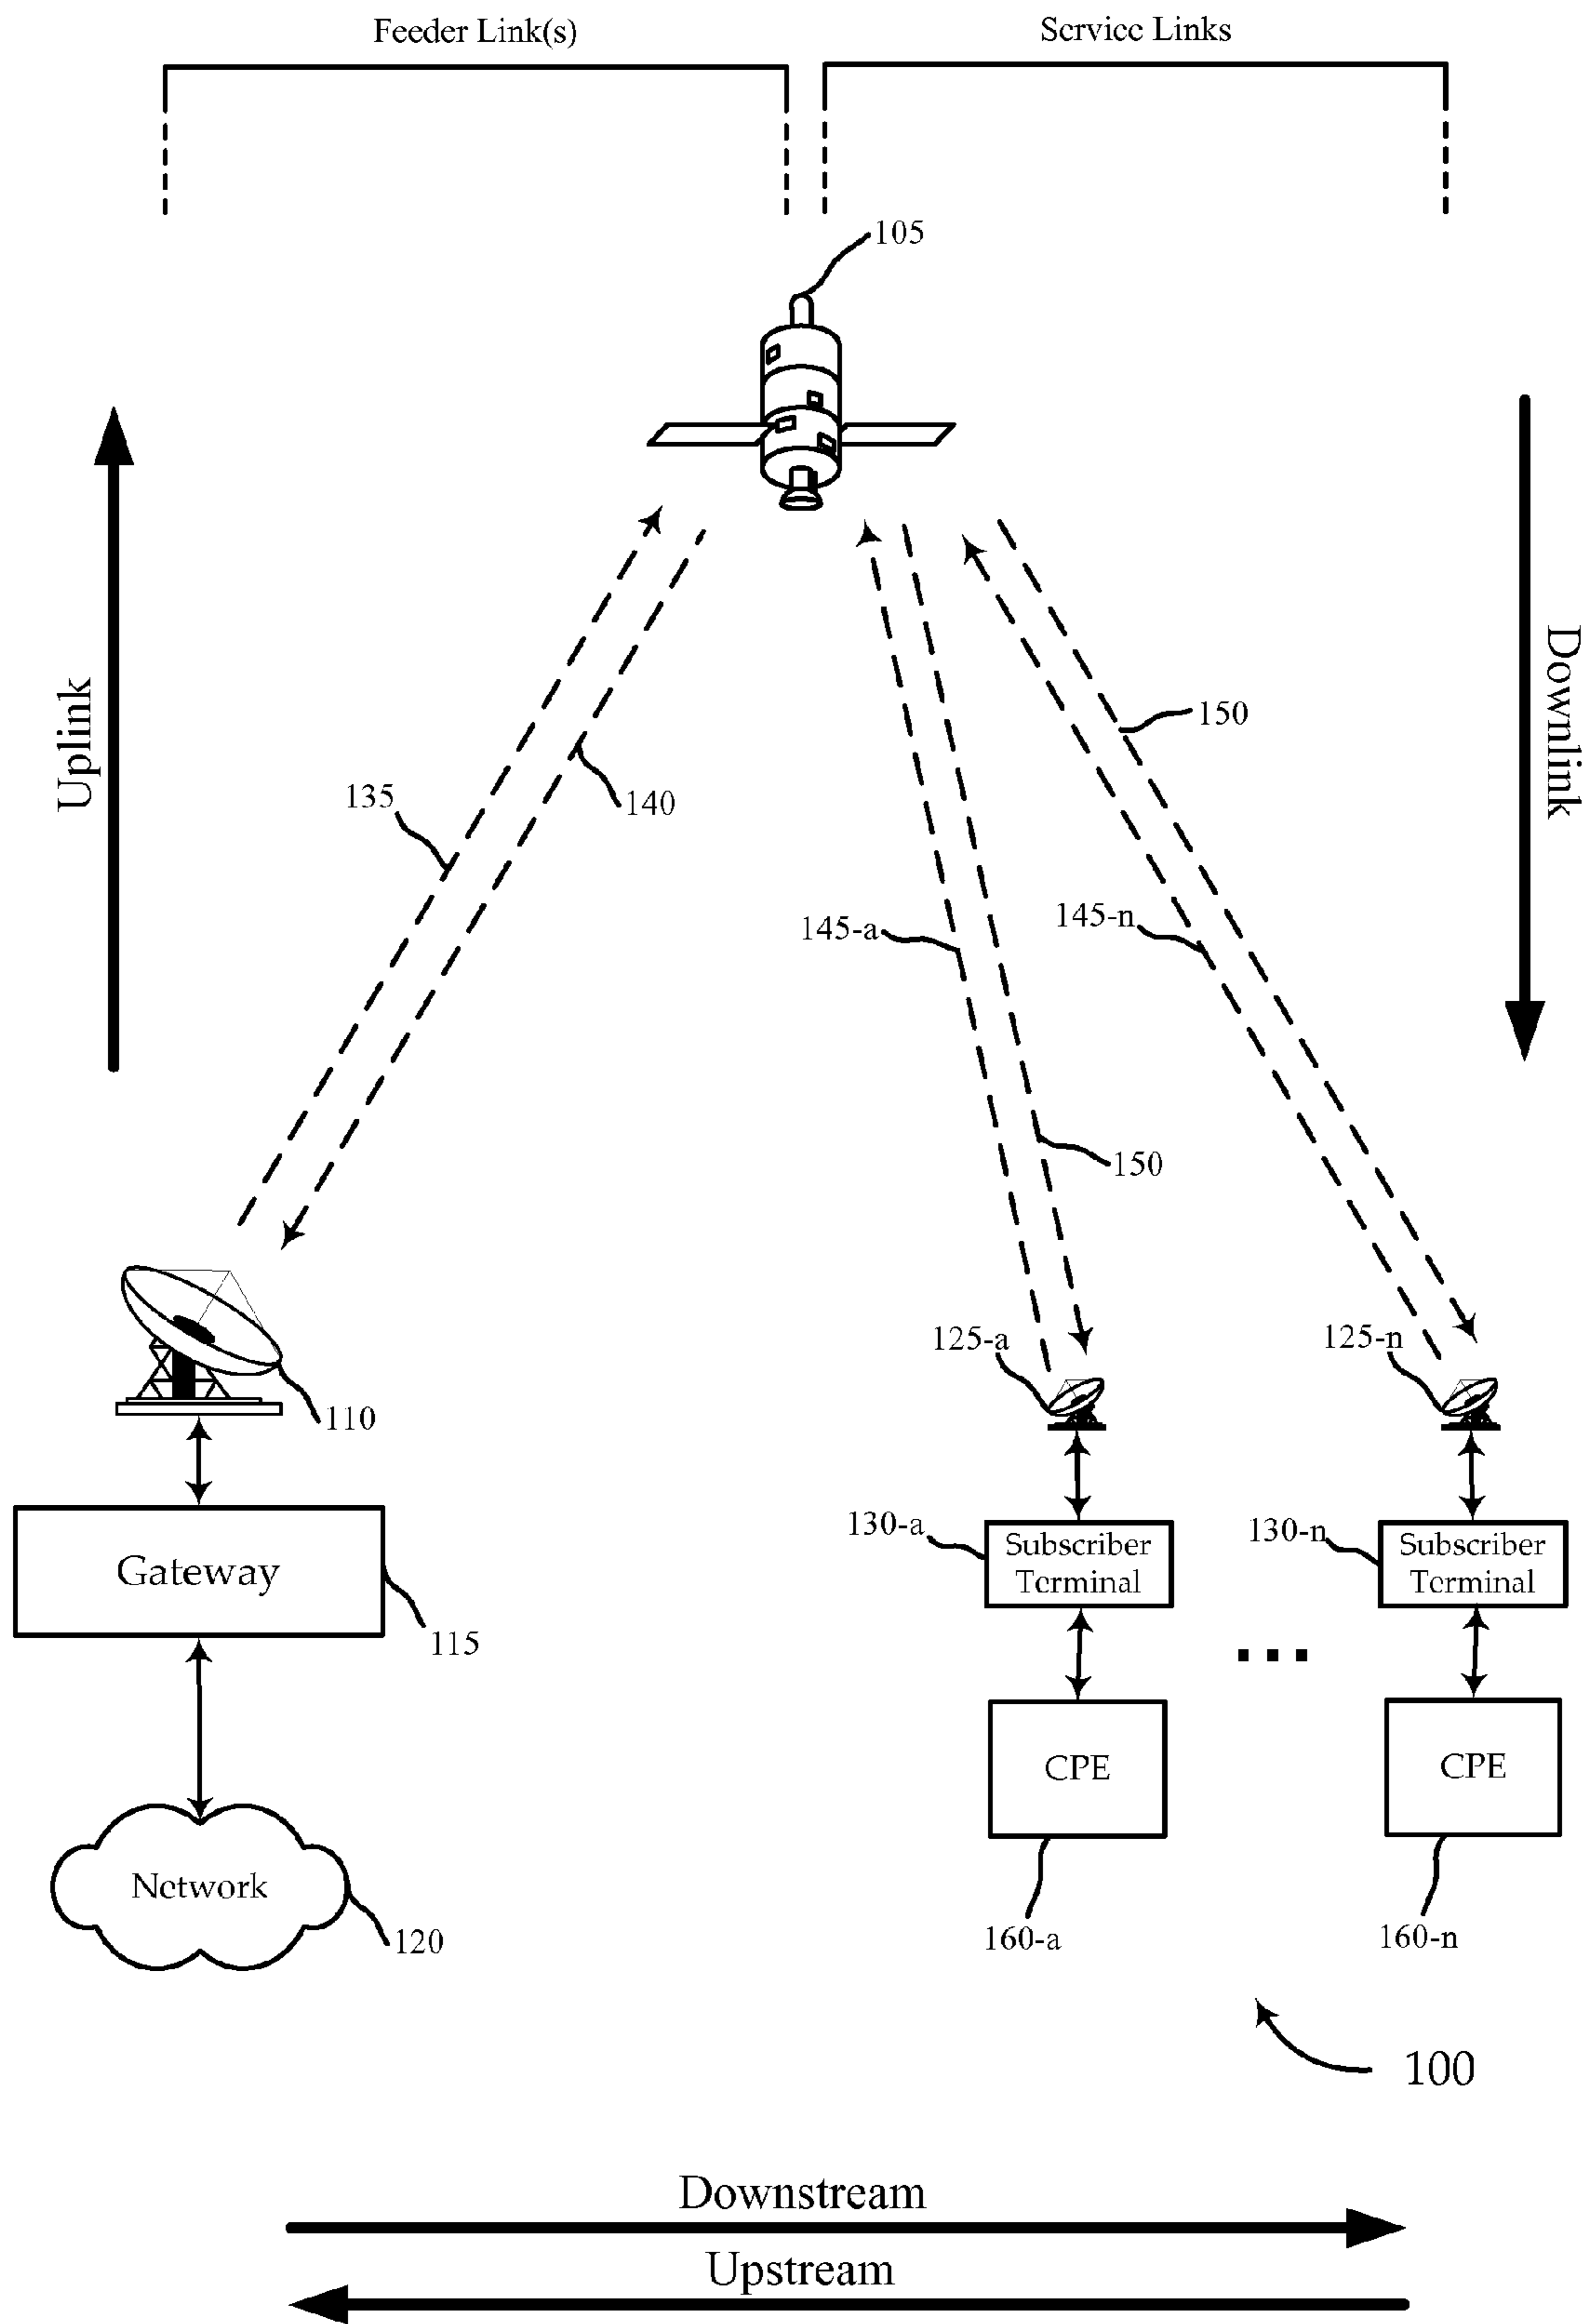 Feeder Link(s)
Service Links
105
Uplink
Downlink
150
135
140
145-a
145-n
150
125-a
125-n
110
130-a
Subscriber
Terminal
130-n
Subscriber
Terminal
Gateway
115
CPE
CPE
Network
120
160-a
160-n
100
Downstream
Upstream